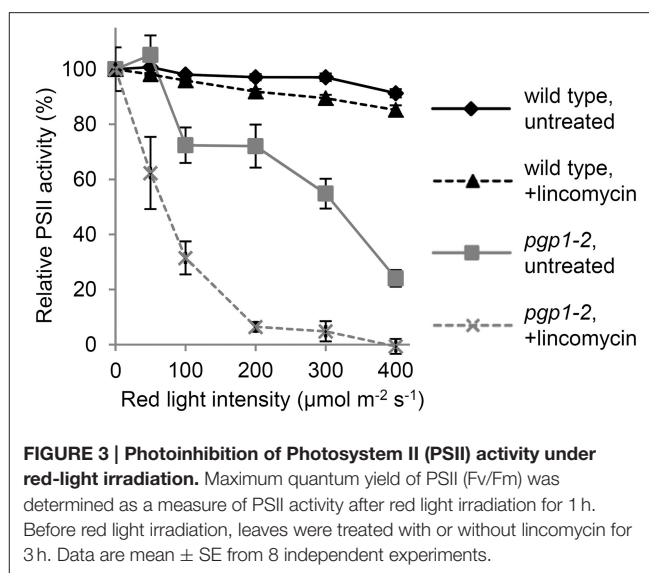 Relative PSII activity (%)
100
80
60
40
20
0
0 100 200 300 400
Red light intensity (µmol m⁻² s⁻¹)
wild type,
untreated
wild type,
+lincomycin
pgp1-2,
untreated
pgp1-2,
+lincomycin
FIGURE 3 | Photoinhibition of Photosystem II (PSII) activity under
red-light irradiation. Maximum quantum yield of PSII (Fv/Fm) was
determined as a measure of PSII activity after red light irradiation for 1 h.
Before red light irradiation, leaves were treated with or without lincomycin for
3 h. Data are mean ± SE from 8 independent experiments.